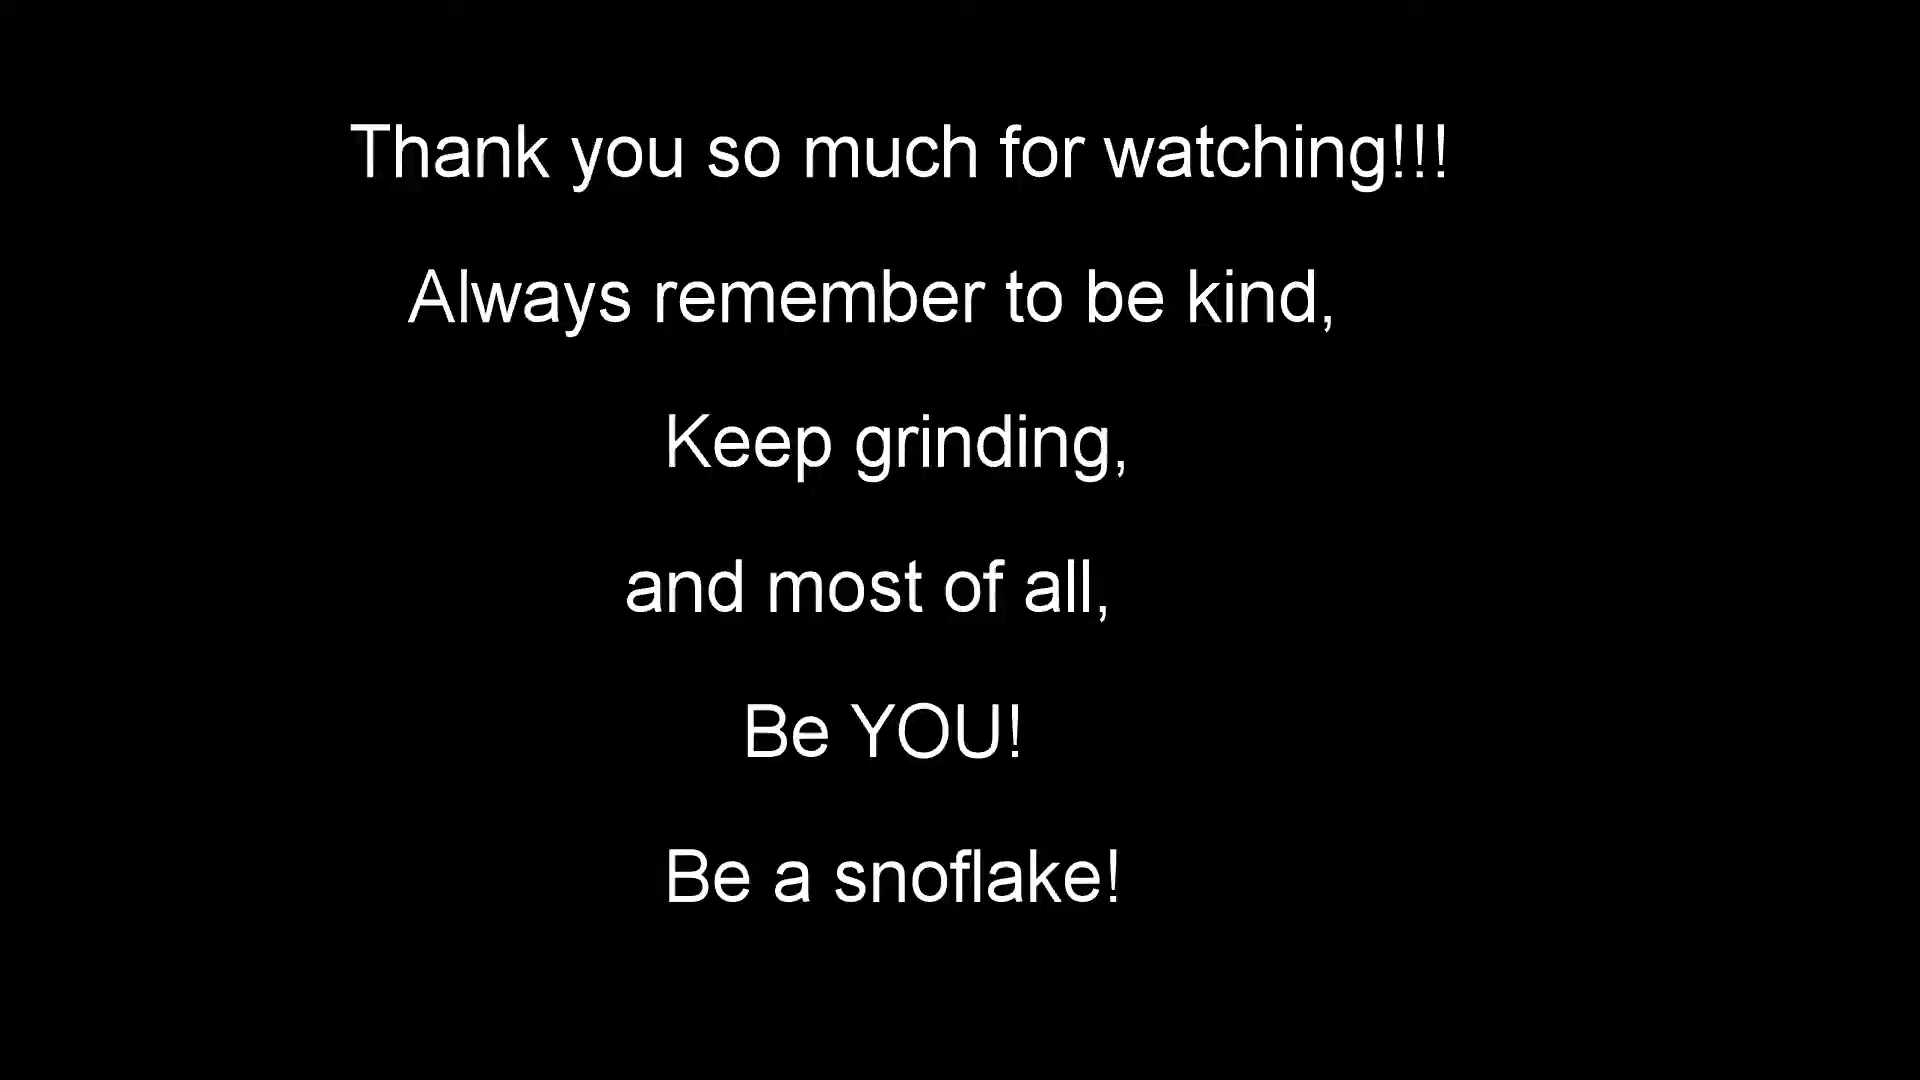 Thank you so much for watching!!!
Always remember to be kind,
Keep grinding,
and most of all,
Be YOU!
Be a snoflake!